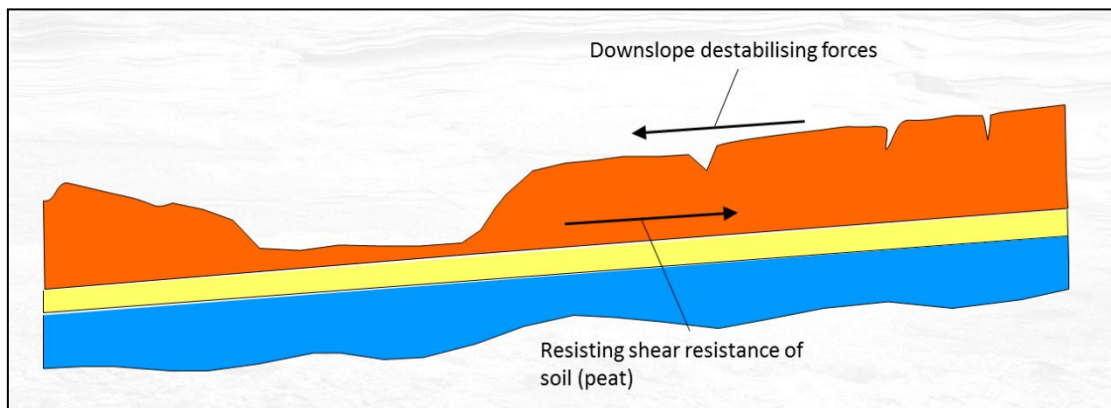 Downslope destabilising forces
Resisting shear resistance of
soil (peat)